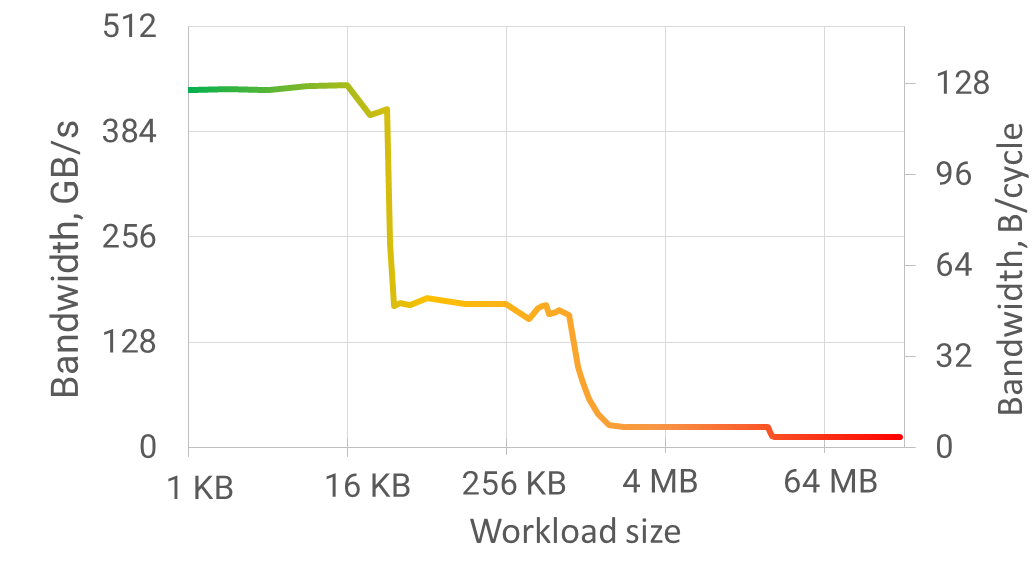 512
384
256
128
0
Bandwidth, GB/s
128
96
64
32
0
Bandwidth, B/cycle
1 KB
16 KB
256 KB
4 MB
64 MB
Workload size